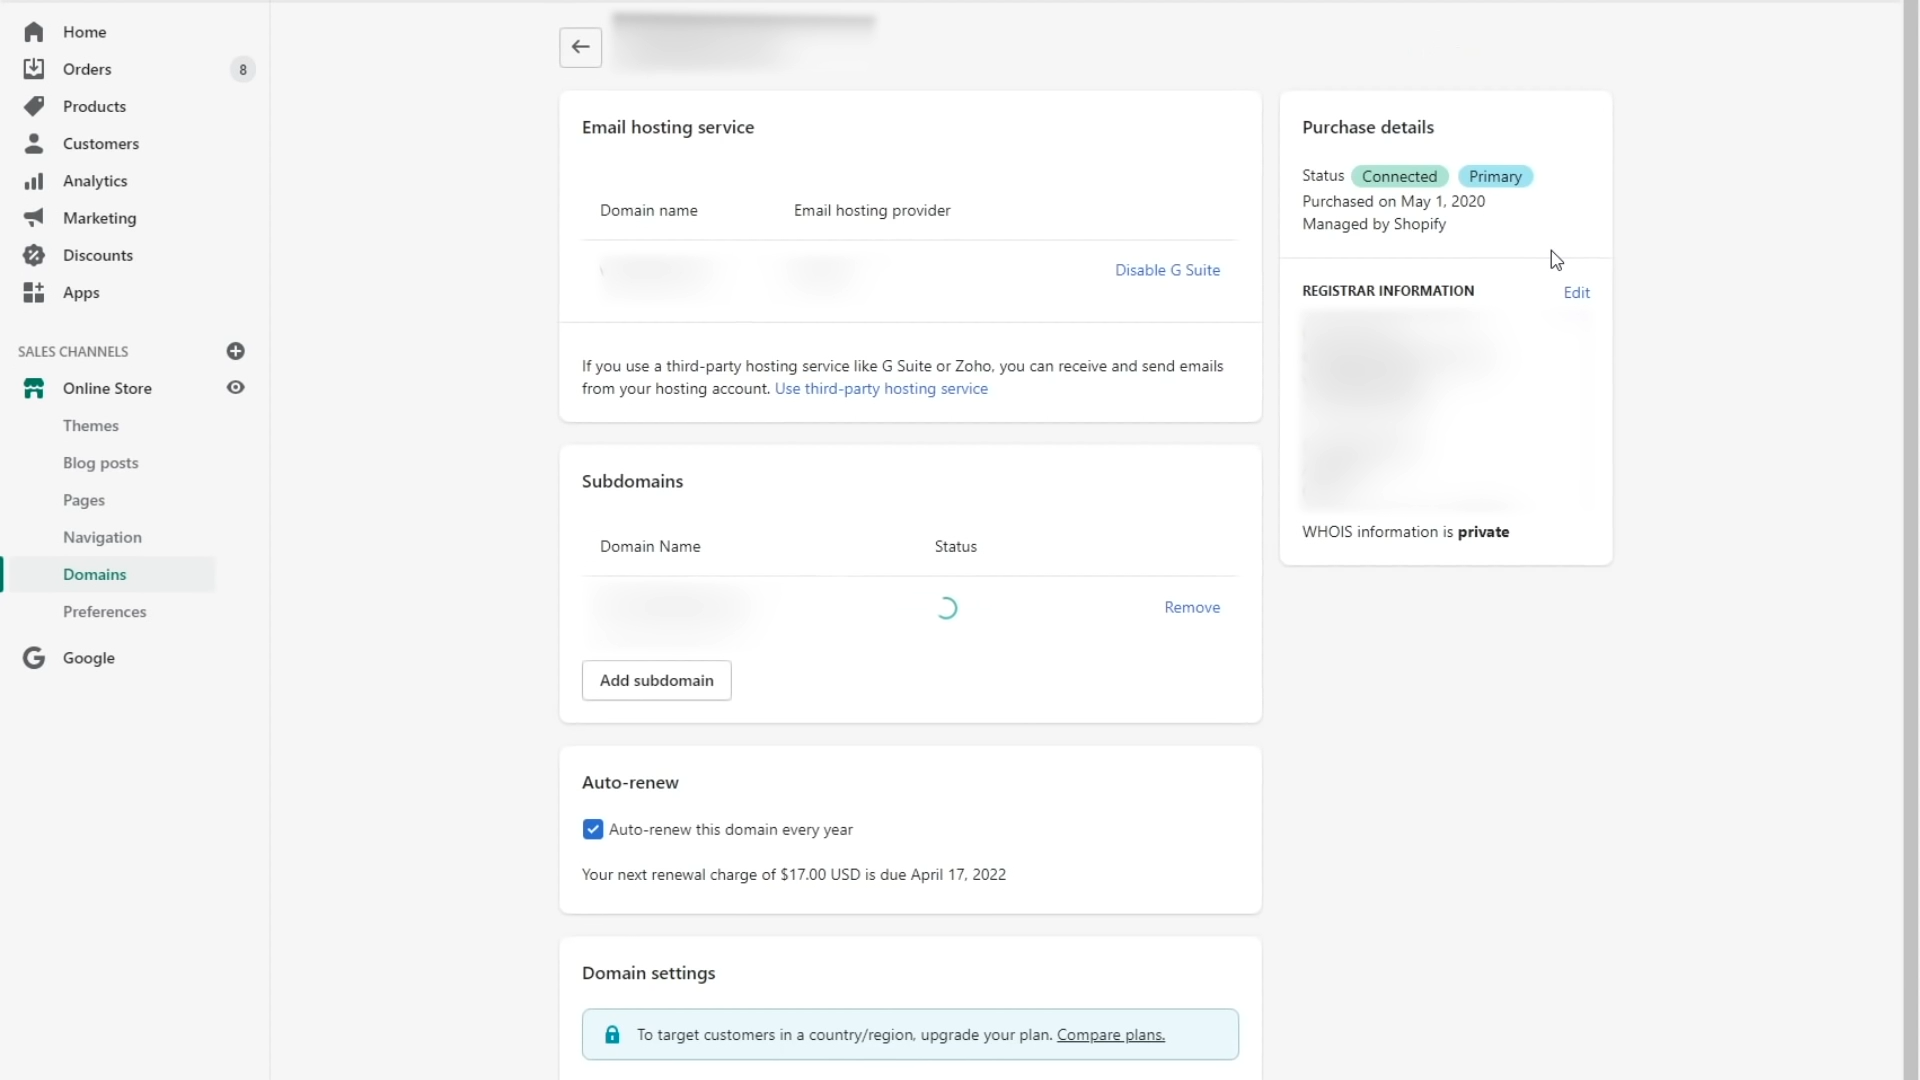 Home
Orders 8
Products
Customers
Analytics
Marketing
Discounts
Apps
SALES CHANNELS
Online Store
Themes
Blog posts
Pages
Navigation
Domains
Preferences
Google
Email hosting service
Domain name Email hosting provider
Disable G Suite
If you use a third-party hosting service like G Suite or Zoho, you can receive and send emails
from your hosting account. Use third-party hosting service
Subdomains
Domain Name Status
Remove
Add subdomain
Auto-renew
Auto-renew this domain every year
Your next renewal charge of $17.00 USD is due April 17, 2022
Domain settings
To target customers in a country/region, upgrade your plan. Compare plans.
Purchase details
Status Connected Primary
Purchased on May 1, 2020
Managed by Shopify
REGISTRAR INFORMATION Edit
WHOIS information is private